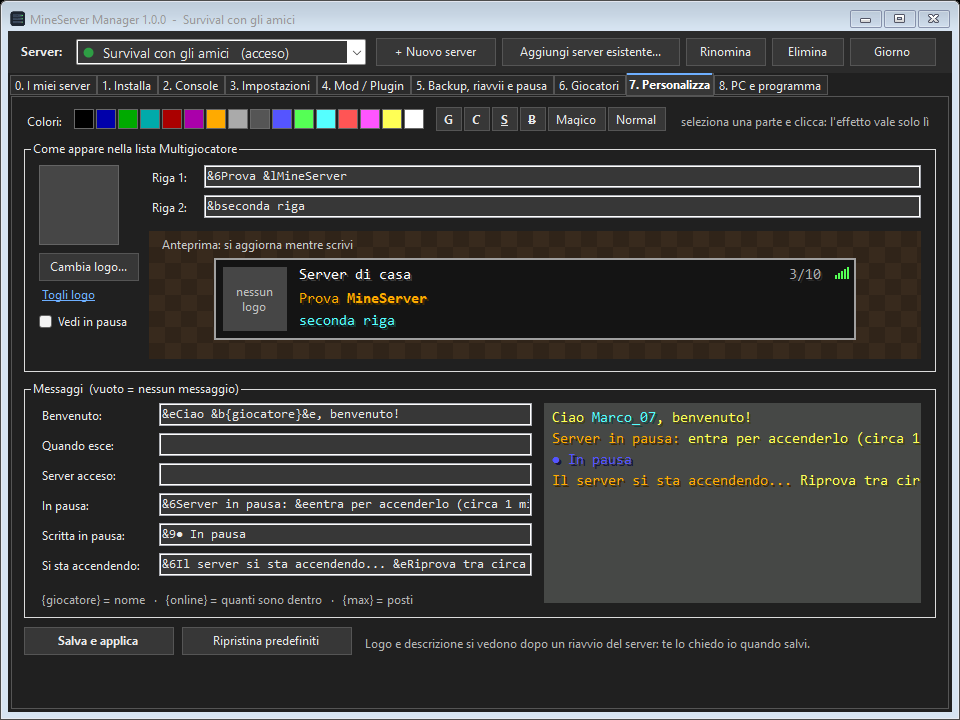 MineServer Manager 1.0.0 - Survival con gli amici
Server: Survival con gli amici (acceso) + Nuovo server Aggiungi server esistente... Rinomina Elimina Giorno
0. I miei server 1. Installa 2. Console 3. Impostazioni 4. Mod / Plugin 5. Backup, riavvii e pausa 6. Giocatori 7. Personalizza 8. PC e programma
Colori: G C S B Magico Normal seleziona una parte e clicca: l'effetto vale solo lì
Come appare nella lista Multigiocatore
Riga 1: &6Prova &lMineServer
Riga 2: &bseconda riga
Anteprima: si aggiorna mentre scrivi
Cambia logo...
Togli logo
Vedi in pausa
nessun logo
Server di casa 3/10
Prova MineServer
seconda riga
Messaggi (vuoto = nessun messaggio)
Benvenuto: &eCiao &b{giocatore}&e, benvenuto!
Quando esce:
Server acceso:
In pausa: &6Server in pausa: &eentra per accenderlo (circa 1 mi
Scritta in pausa: &9● In pausa
Si sta accendendo: &6Il server si sta accendendo... &eRiprova tra circa
Ciao Marco_07, benvenuto!
Server in pausa: entra per accenderlo (circa 1
● In pausa
Il server si sta accendendo... Riprova tra cir
{giocatore} = nome · {online} = quanti sono dentro · {max} = posti
Salva e applica Ripristina predefiniti Logo e descrizione si vedono dopo un riavvio del server: te lo chiedo io quando salvi.